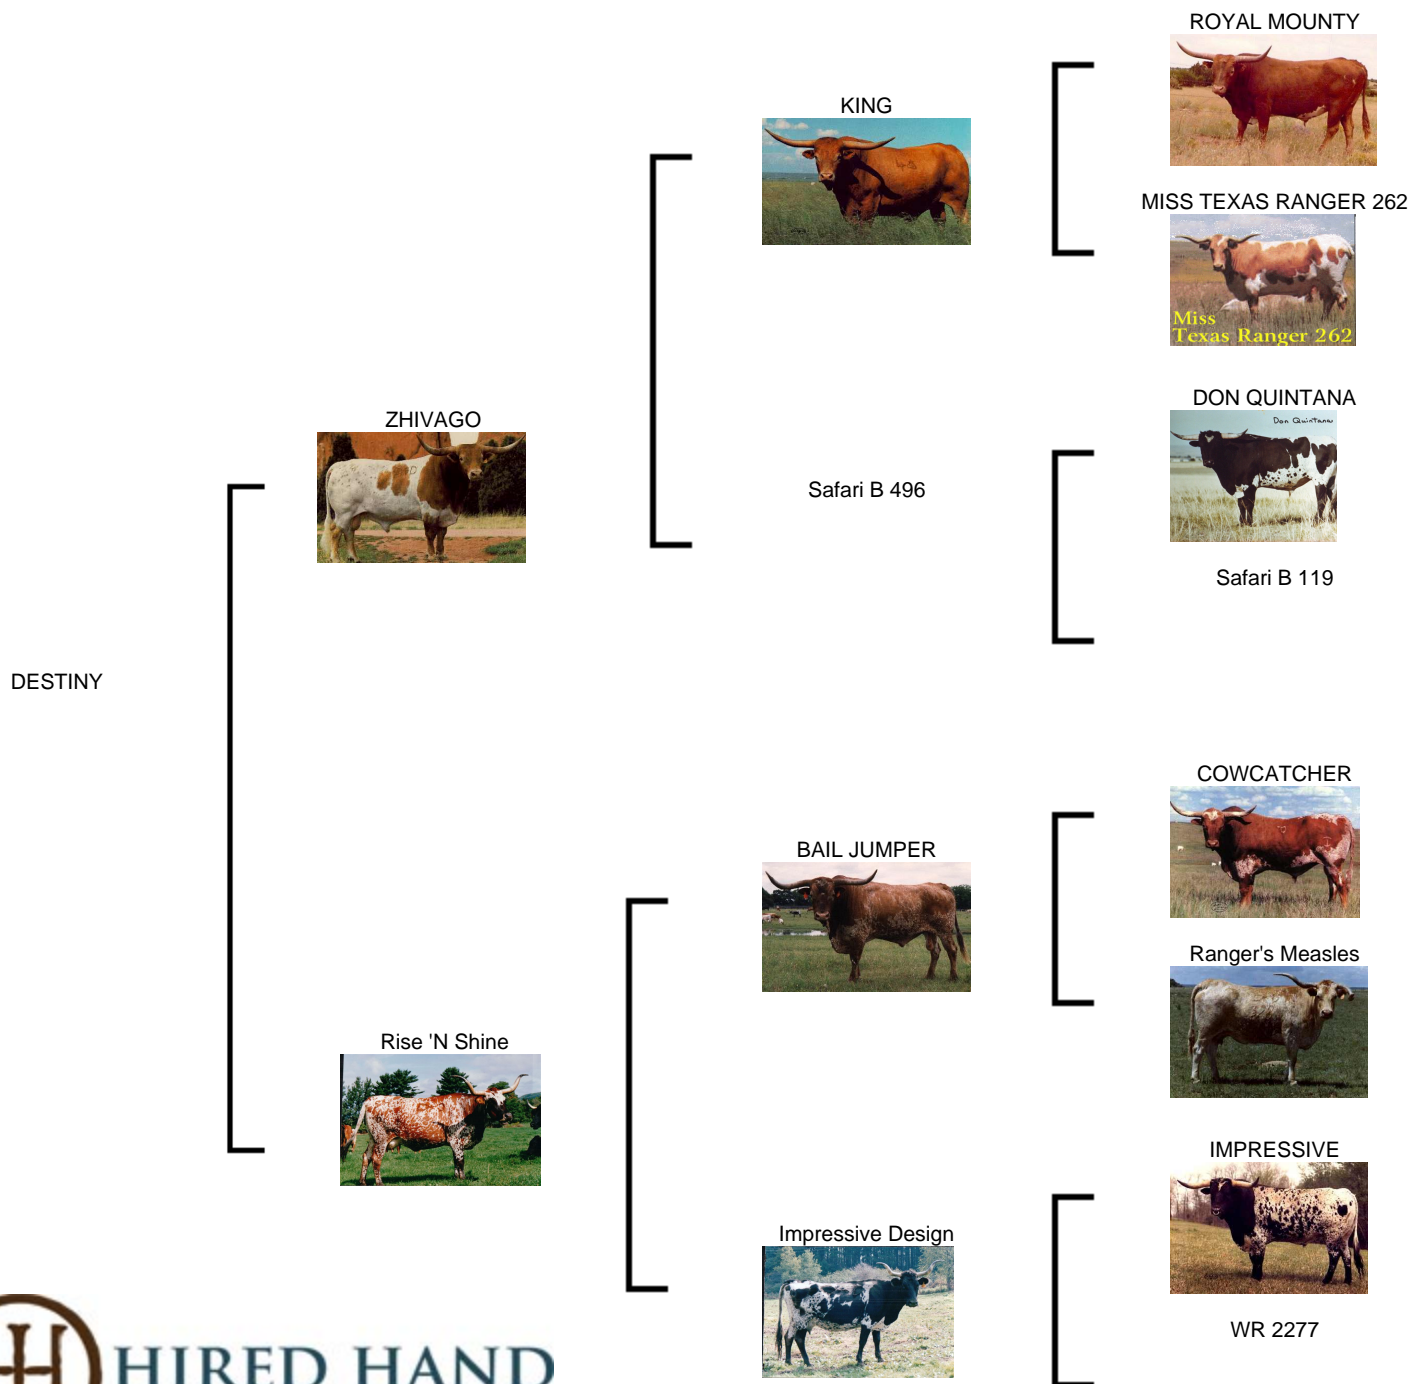 ROYAL MOUNTY
KING
MISS TEXAS RANGER 262
Miss
Texas Ranger 262
DON QUINTANA
Don Quintana
ZHIVAGO
Safari B 496
Safari B 119
DESTINY
COWCATCHER
BAIL JUMPER
Ranger's Measles
Rise 'N Shine
IMPRESSIVE
Impressive Design
WR 2277
HIRED HAND